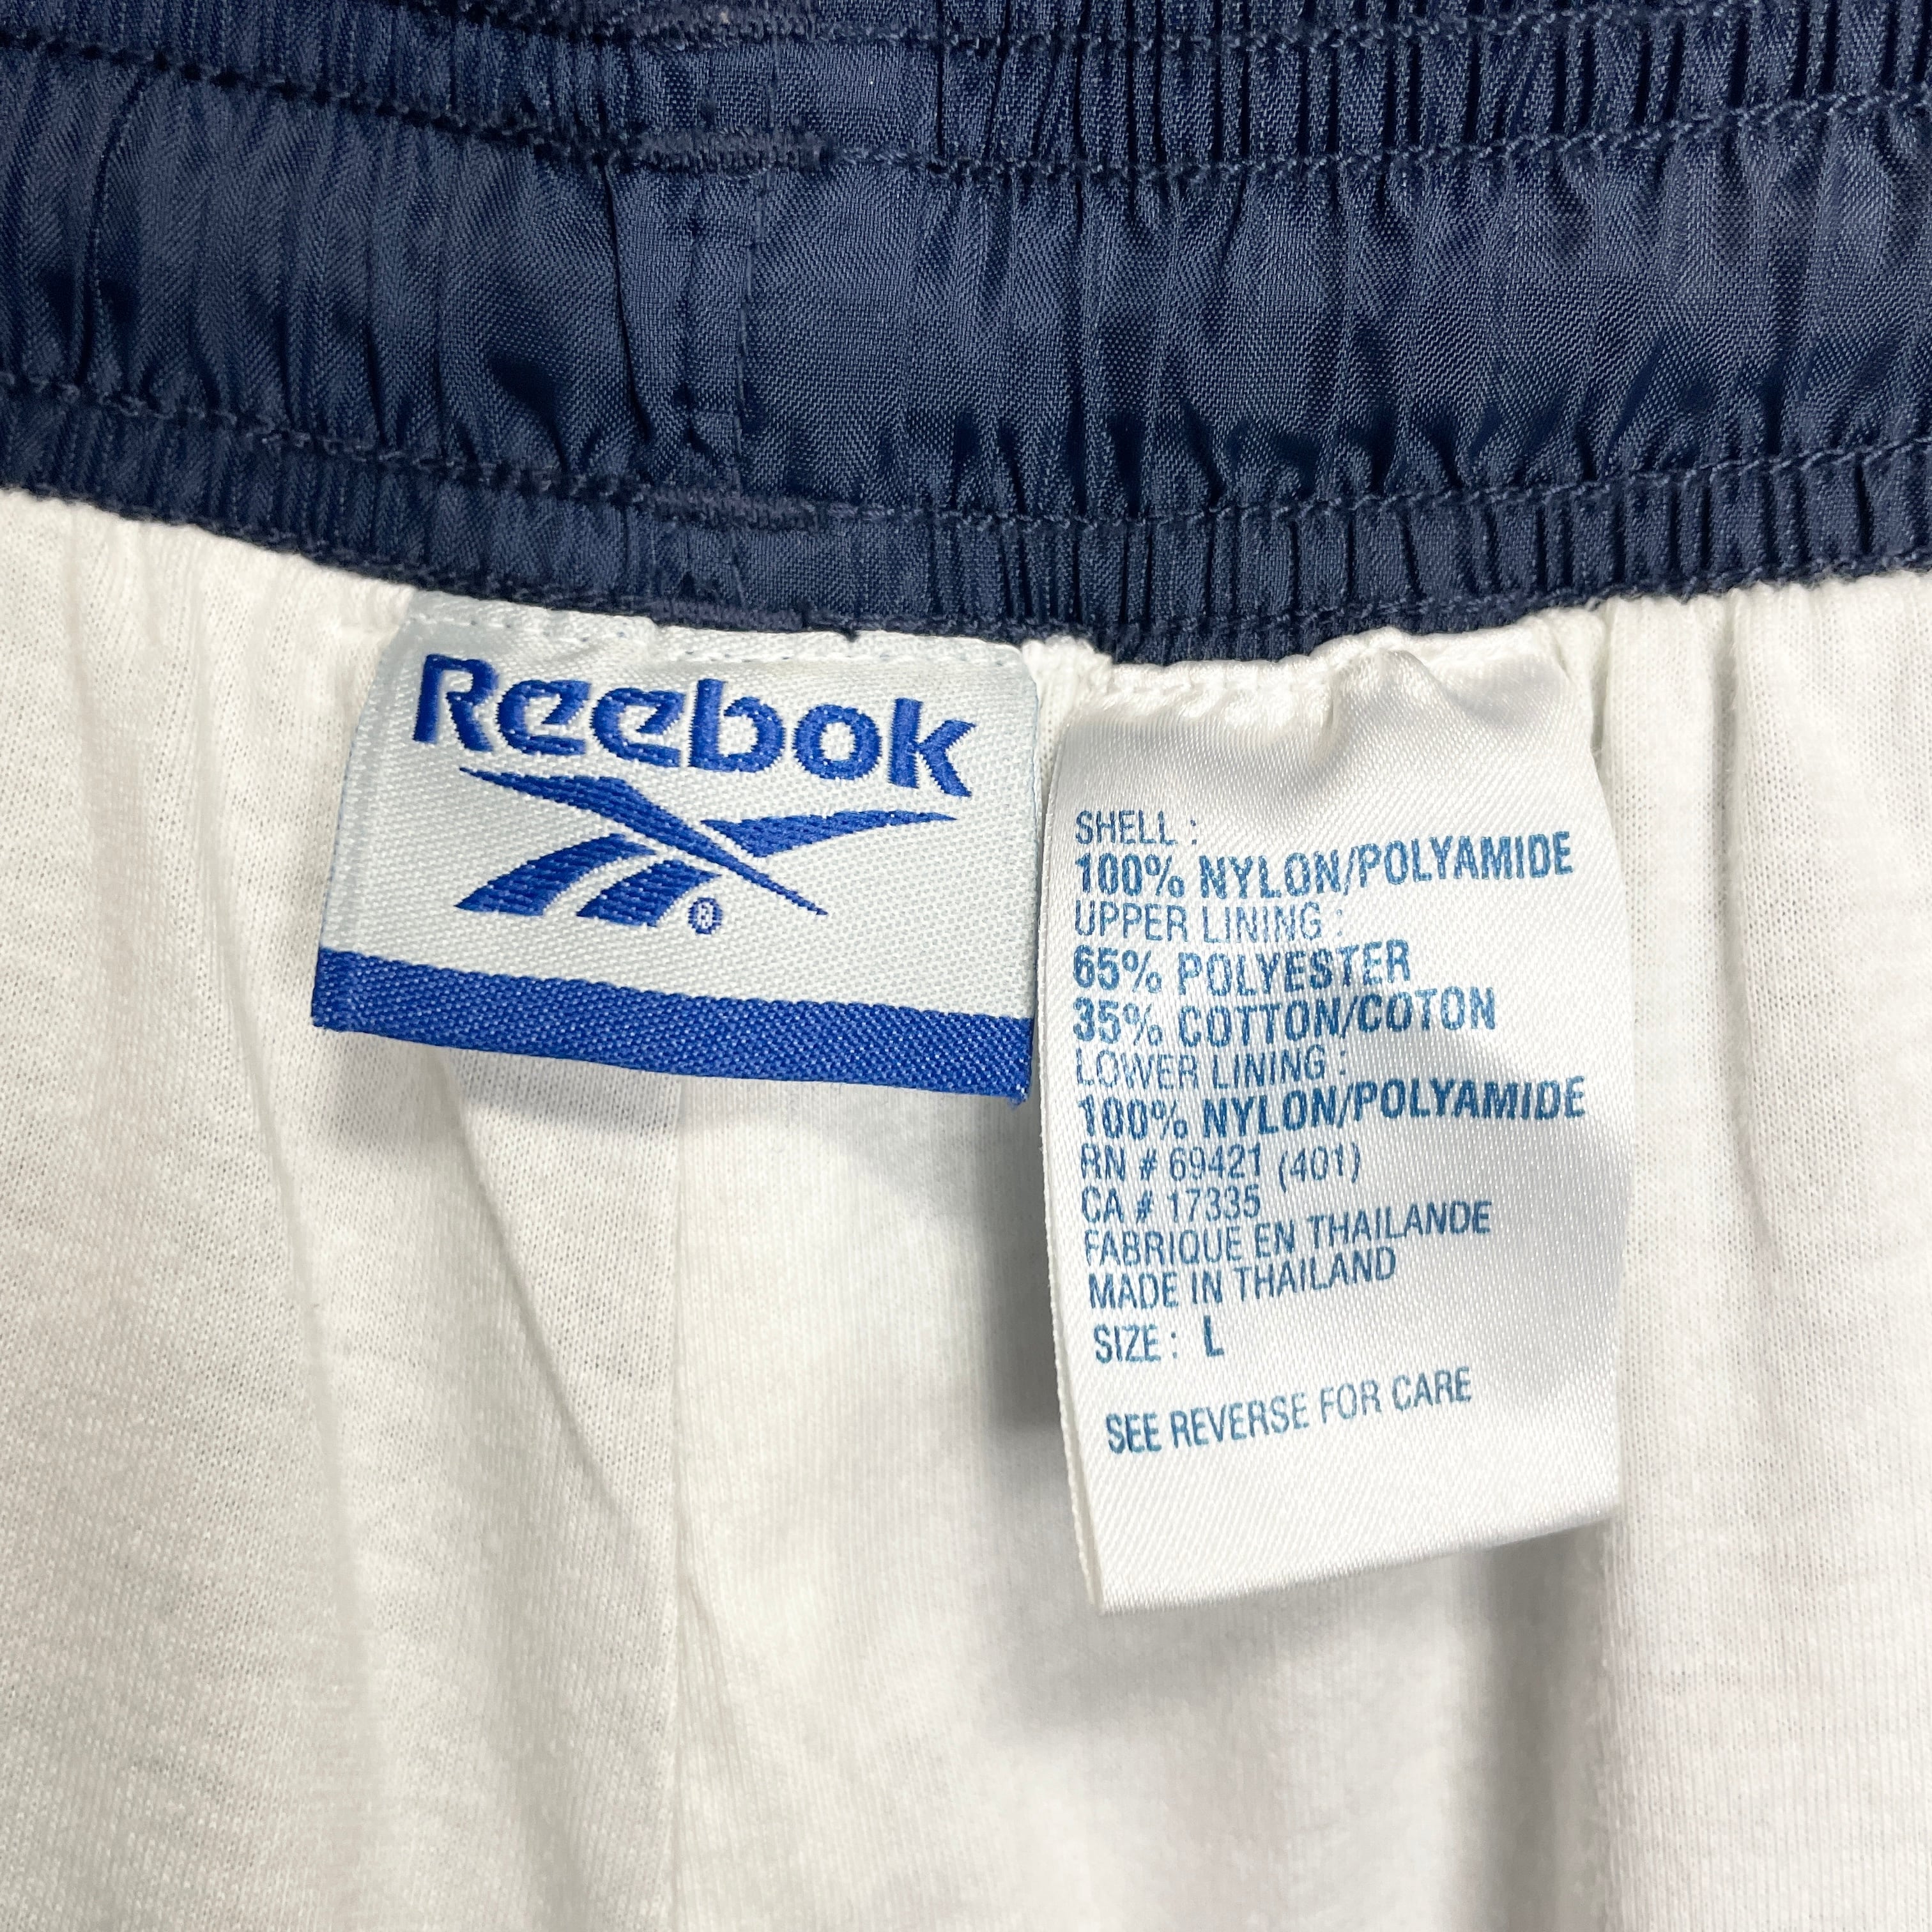 Reebok
®
SHELL :
100% NYLON/POLYAMIDE
UPPER LINING :
65% POLYESTER
35% COTTON/COTON
LOWER LINING :
100% NYLON/POLYAMIDE
RN # 69421 (401)
CA # 17335
FABRIQUE EN THAILANDE
MADE IN THAILAND
SIZE : L
SEE REVERSE FOR CARE